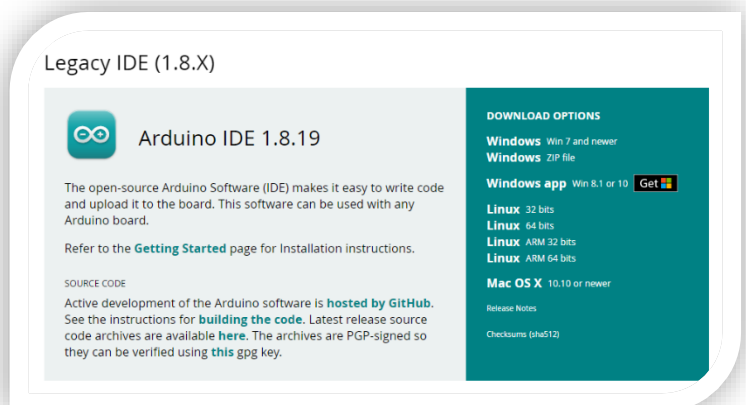 Legacy IDE (1.8.X)
Arduino IDE 1.8.19
The open-source Arduino Software (IDE) makes it easy to write code
and upload it to the board. This software can be used with any
Arduino board.
Refer to the Getting Started page for Installation instructions.
SOURCE CODE
Active development of the Arduino software is hosted by GitHub.
See the instructions for building the code. Latest release source
code archives are available here. The archives are PGP-signed so
they can be verified using this gpg key.
DOWNLOAD OPTIONS
Windows Win 7 and newer
Windows ZIP file
Windows app Win 8.1 or 10 Get
Linux 32 bits
Linux 64 bits
Linux ARM 32 bits
Linux ARM 64 bits
Mac OS X 10.10 or newer
Release Notes
Checksums (sha512)